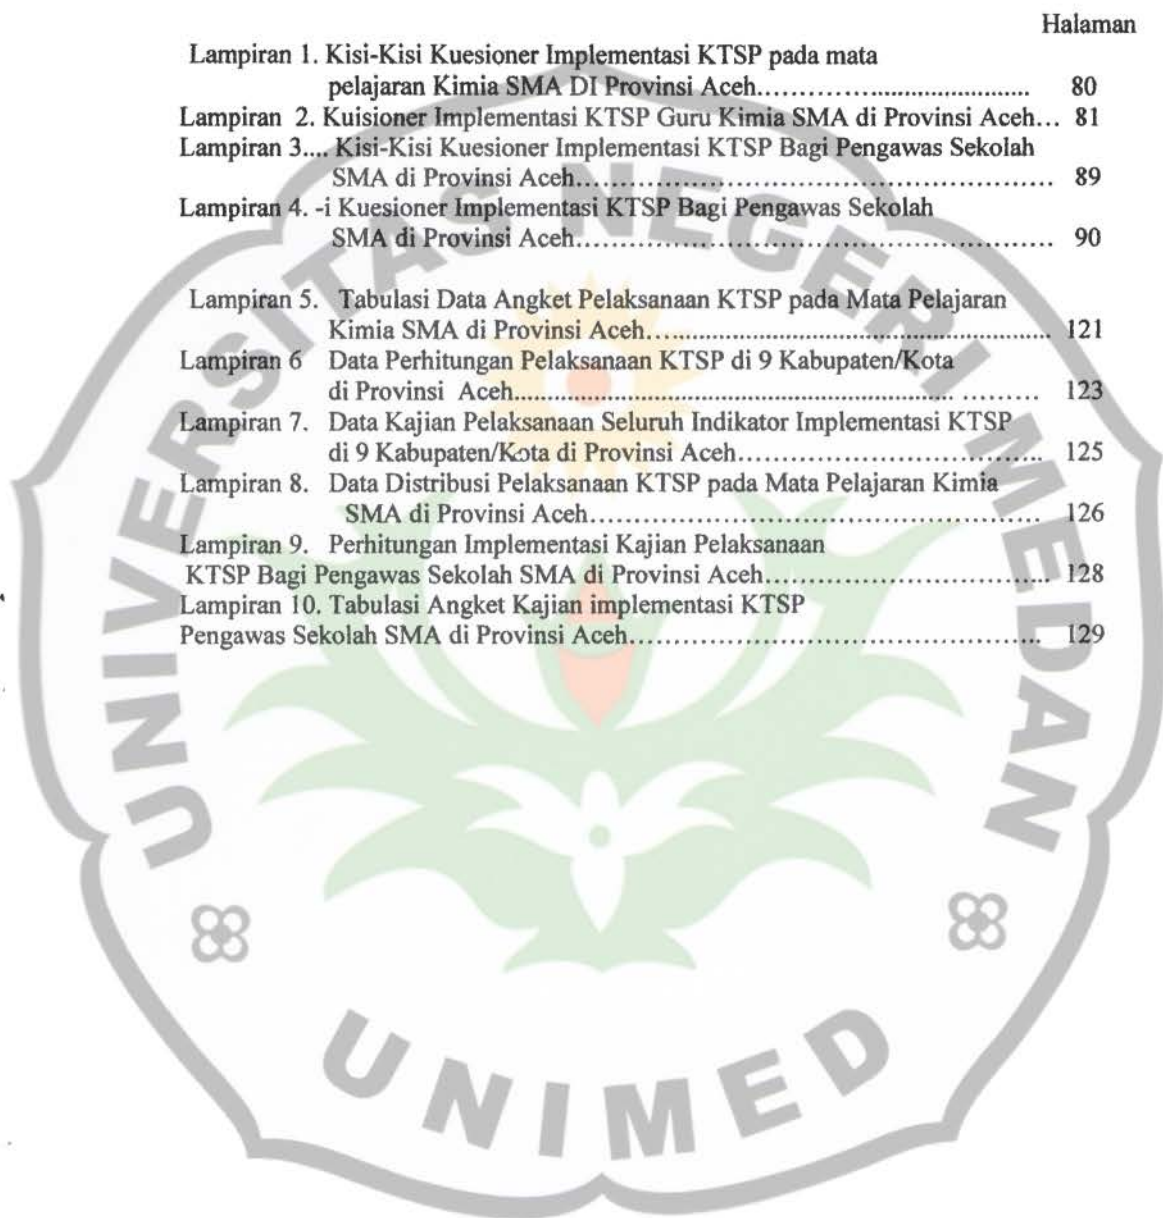 Halaman
Lampiran 1. Kisi-Kisi Kuesioner Implementasi KTSP pada mata
pelajaran Kimia SMA DI Provinsi Aceh........................................ 80
Lampiran 2. Kuisioner Implementasi KTSP Guru Kimia SMA di Provinsi Aceh... 81
Lampiran 3.... Kisi-Kisi Kuesioner Implementasi KTSP Bagi Pengawas Sekolah
SMA di Provinsi Aceh.................................................... 89
Lampiran 4. -i Kuesioner Implementasi KTSP Bagi Pengawas Sekolah
SMA di Provinsi Aceh.................................................... 90
Lampiran 5. Tabulasi Data Angket Pelaksanaan KTSP pada Mata Pelajaran
Kimia SMA di Provinsi Aceh.................................................... 121
Lampiran 6 Data Perhitungan Pelaksanaan KTSP di 9 Kabupaten/Kota
di Provinsi Aceh.................................................... ......... 123
Lampiran 7. Data Kajian Pelaksanaan Seluruh Indikator Implementasi KTSP
di 9 Kabupaten/Kota di Provinsi Aceh.................................. 125
Lampiran 8. Data Distribusi Pelaksanaan KTSP pada Mata Pelajaran Kimia
SMA di Provinsi Aceh.................................................. 126
Lampiran 9. Perhitungan Implementasi Kajian Pelaksanaan
KTSP Bagi Pengawas Sekolah SMA di Provinsi Aceh............................... 128
Lampiran 10. Tabulasi Angket Kajian implementasi KTSP
Pengawas Sekolah SMA di Provinsi Aceh............................................. 129
UNIVERSITAS NEGERI MEDAN
UNIMED